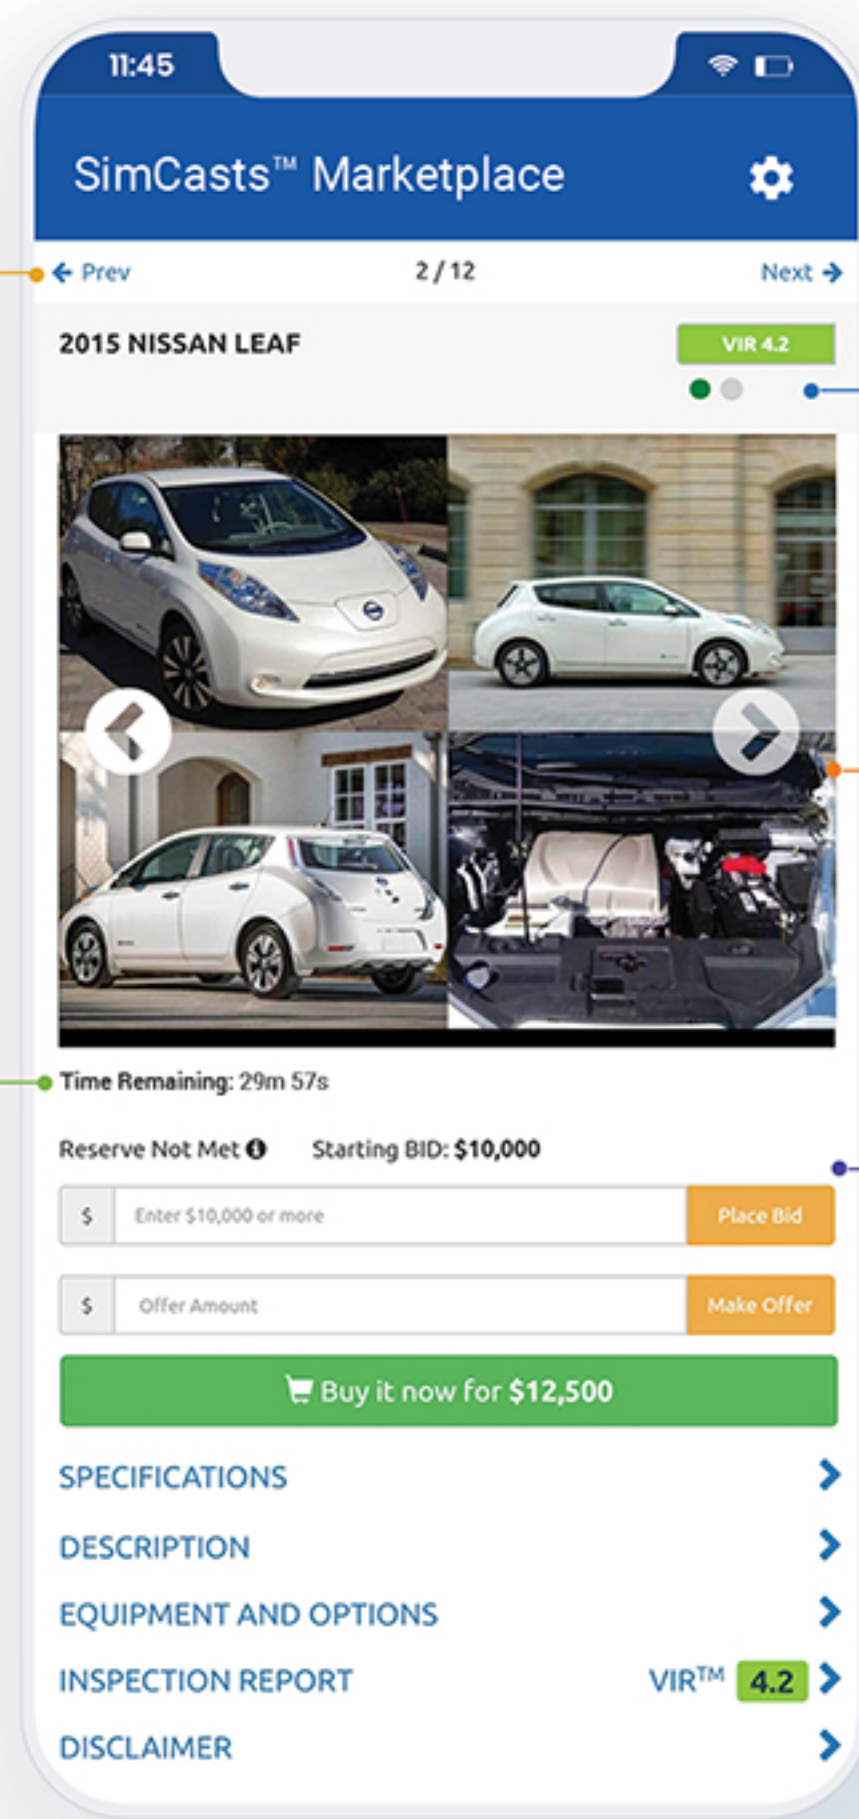 11:45
SimCasts™ Marketplace
Prev
2 / 12
Next
2015 NISSAN LEAF
VIR 4.2
Time Remaining: 29m 57s
Reserve Not Met Starting BID: $10,000
$ Enter $10,000 or more Place Bid
$ Offer Amount Make Offer
Buy it now for $12,500
SPECIFICATIONS
DESCRIPTION
EQUIPMENT AND OPTIONS
INSPECTION REPORT VIR™ 4.2
DISCLAIMER